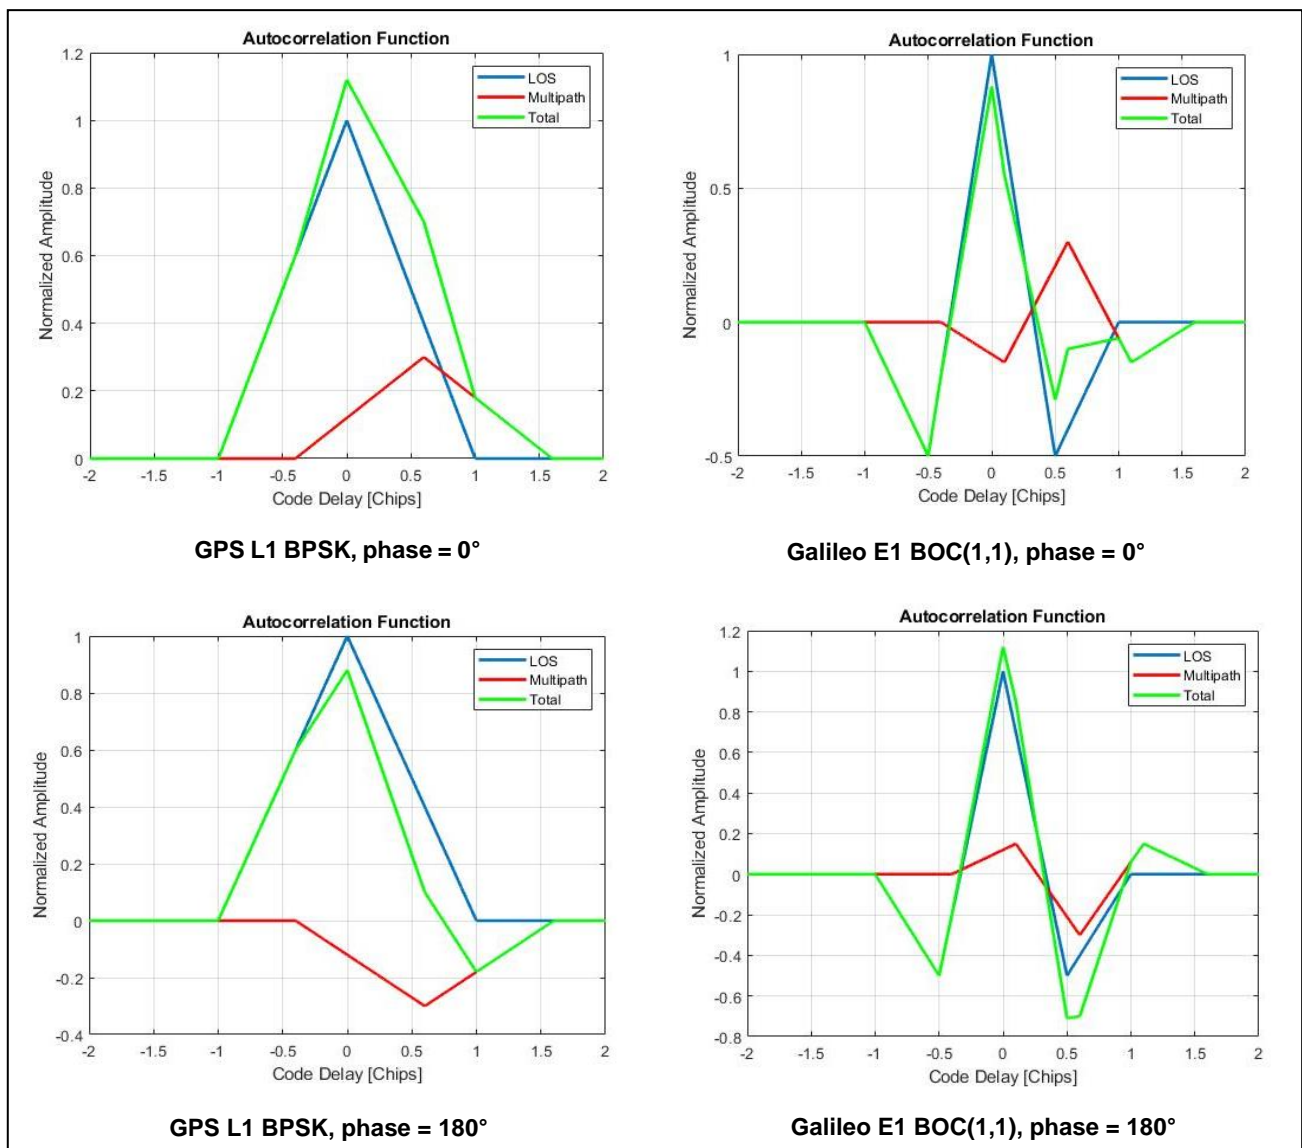 Autocorrelation Function
1.2
1
0.8
0.6
0.4
0.2
0
Normalized Amplitude
LOS
Multipath
Total
-2 -1.5 -1 -0.5 0 0.5 1 1.5 2
Code Delay [Chips]
GPS L1 BPSK, phase = 0°
Autocorrelation Function
1
0.5
0
-0.5
Normalized Amplitude
LOS
Multipath
Total
-2 -1.5 -1 -0.5 0 0.5 1 1.5 2
Code Delay [Chips]
Galileo E1 BOC(1,1), phase = 0°
Autocorrelation Function
1
0.8
0.6
0.4
0.2
0
-0.2
-0.4
Normalized Amplitude
LOS
Multipath
Total
-2 -1.5 -1 -0.5 0 0.5 1 1.5 2
Code Delay [Chips]
GPS L1 BPSK, phase = 180°
Autocorrelation Function
1.2
1
0.8
0.6
0.4
0.2
0
-0.2
-0.4
-0.6
-0.8
Normalized Amplitude
LOS
Multipath
Total
-2 -1.5 -1 -0.5 0 0.5 1 1.5 2
Code Delay [Chips]
Galileo E1 BOC(1,1), phase = 180°